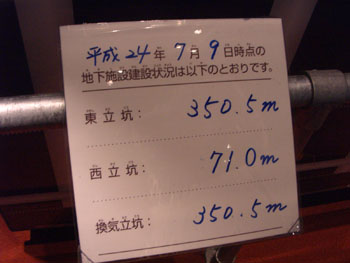 平成24年7月9日時点の
地下施設建設状況は以下のとおりです。
東立坑： 350.5m
西立坑： 71.0m
換気立坑： 350.5m